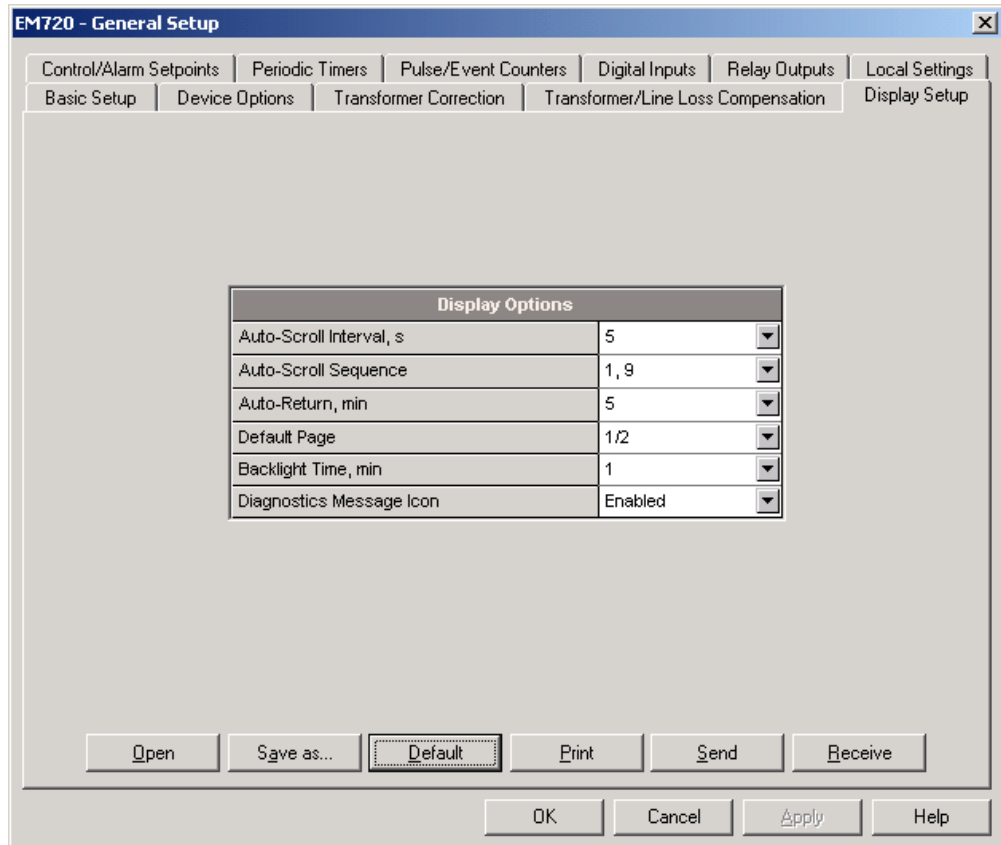 EM720 - General Setup
Control/Alarm Setpoints Periodic Timers Pulse/Event Counters Digital Inputs Relay Outputs Local Settings
Basic Setup Device Options Transformer Correction Transformer/Line Loss Compensation Display Setup
Display Options
Auto-Scroll Interval, s 5
Auto-Scroll Sequence 1, 9
Auto-Return, min 5
Default Page 1/2
Backlight Time, min 1
Diagnostics Message Icon Enabled
Open Save as... Default Print Send Receive
OK Cancel Apply Help